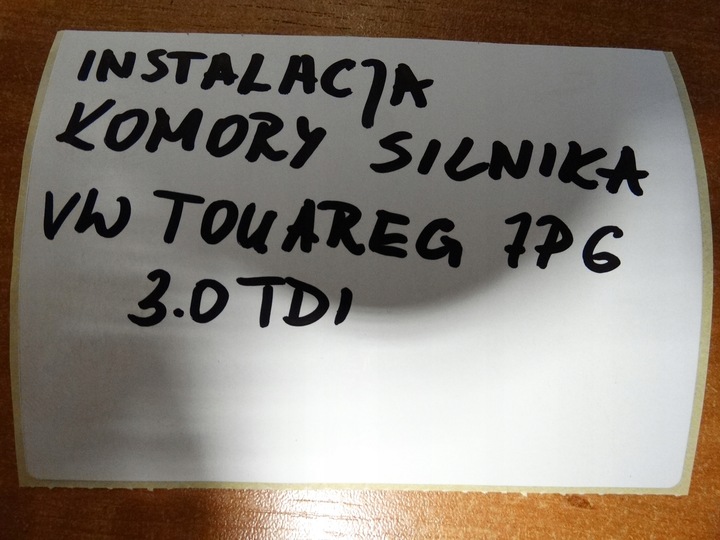 INSTALACJA
KOMORY SILNIKA
VW TOUAREG 7P6
3.0 TDI